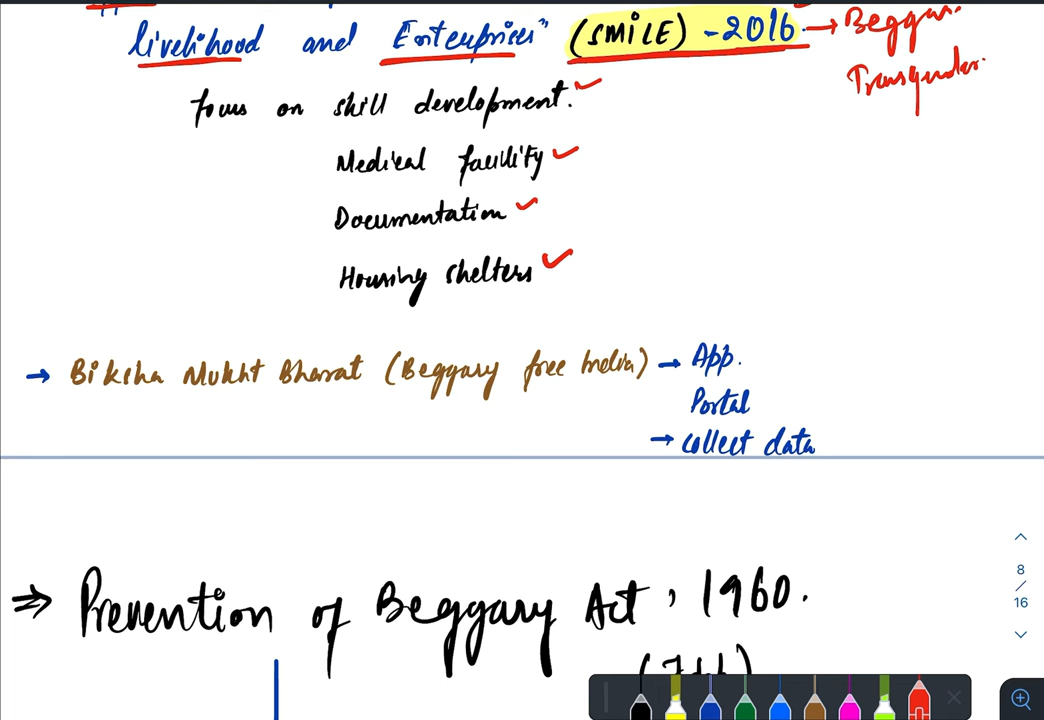 livelihood and Enterprises" (SMILE) - 2016 → Beggar
Transgender
focus on skill development.
Medical facility
Documentation
Housing shelters
→ Biksha Mukht Bharat (Beggary free India) → App.
Portal
→ collect data
⇒ Prevention of Beggary Act, 1960.
8
/
16